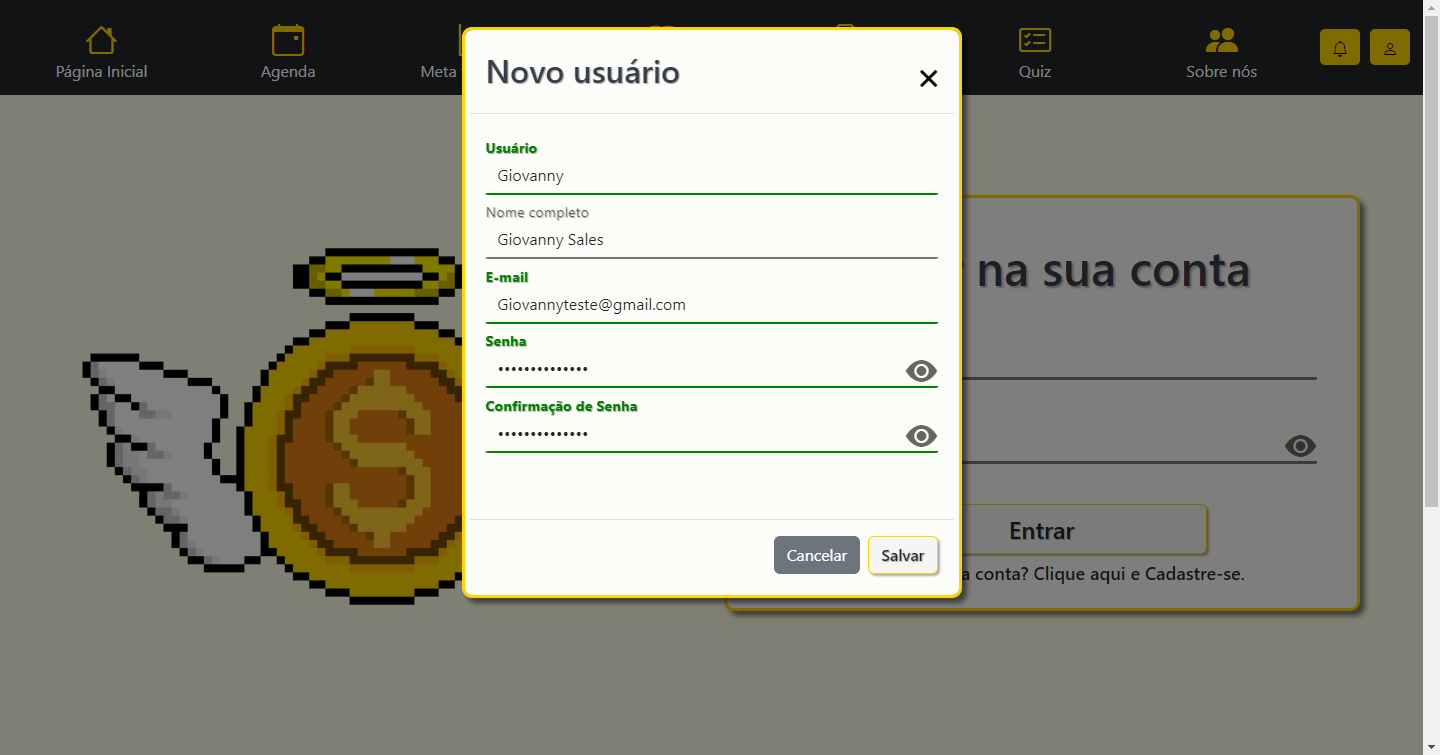 Página Inicial
Agenda
Meta
Quiz
Sobre nós
Novo usuário
Usuário
Giovanny
Nome completo
Giovanny Sales
E-mail
Giovannyteste@gmail.com
Senha
••••••••••••••
Confirmação de Senha
••••••••••••••
Cancelar
Salvar
na sua conta
Entrar
a conta? Clique aqui e Cadastre-se.